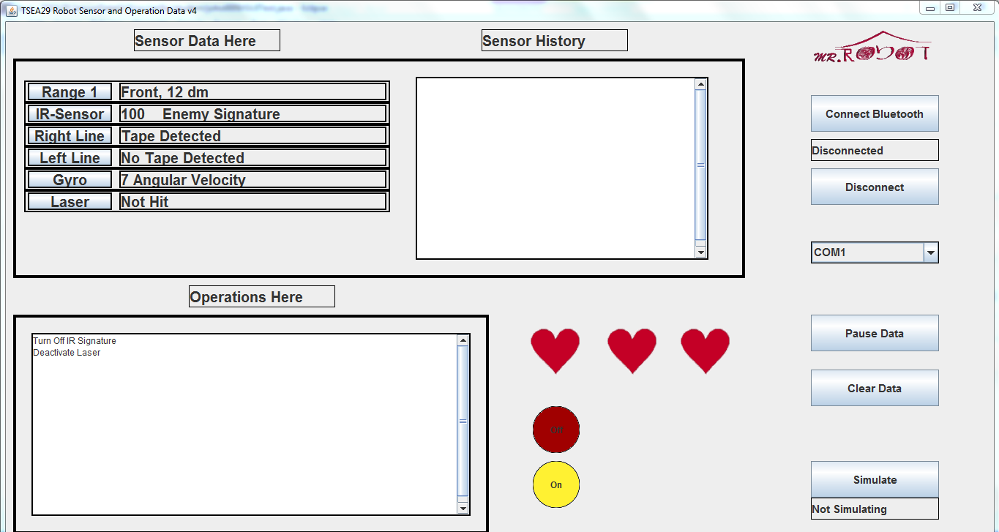 TSEA29 Robot Sensor and Operation Data v4
Sensor Data Here
Sensor History
MR.ROBOT
Range 1 Front, 12 dm
IR-Sensor 100 Enemy Signature
Right Line Tape Detected
Left Line No Tape Detected
Gyro 7 Angular Velocity
Laser Not Hit
Connect Bluetooth
Disconnected
Disconnect
COM1
Operations Here
Turn Off IR Signature
Deactivate Laser
Off
On
Pause Data
Clear Data
Simulate
Not Simulating